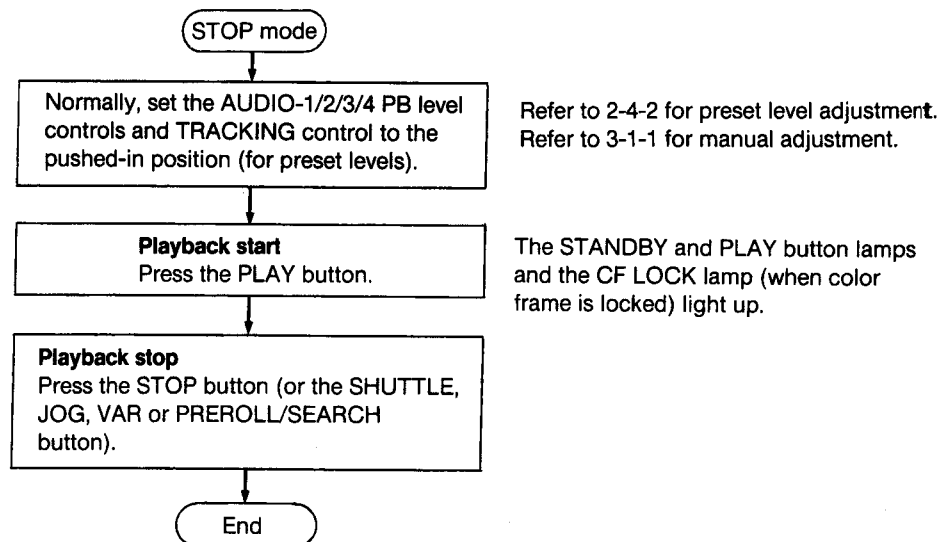 STOP mode
Normally, set the AUDIO-1/2/3/4 PB level
controls and TRACKING control to the
pushed-in position (for preset levels).
Refer to 2-4-2 for preset level adjustment.
Refer to 3-1-1 for manual adjustment.
Playback start
Press the PLAY button.
The STANDBY and PLAY button lamps
and the CF LOCK lamp (when color
frame is locked) light up.
Playback stop
Press the STOP button (or the SHUTTLE,
JOG, VAR or PREROLL/SEARCH
button).
End